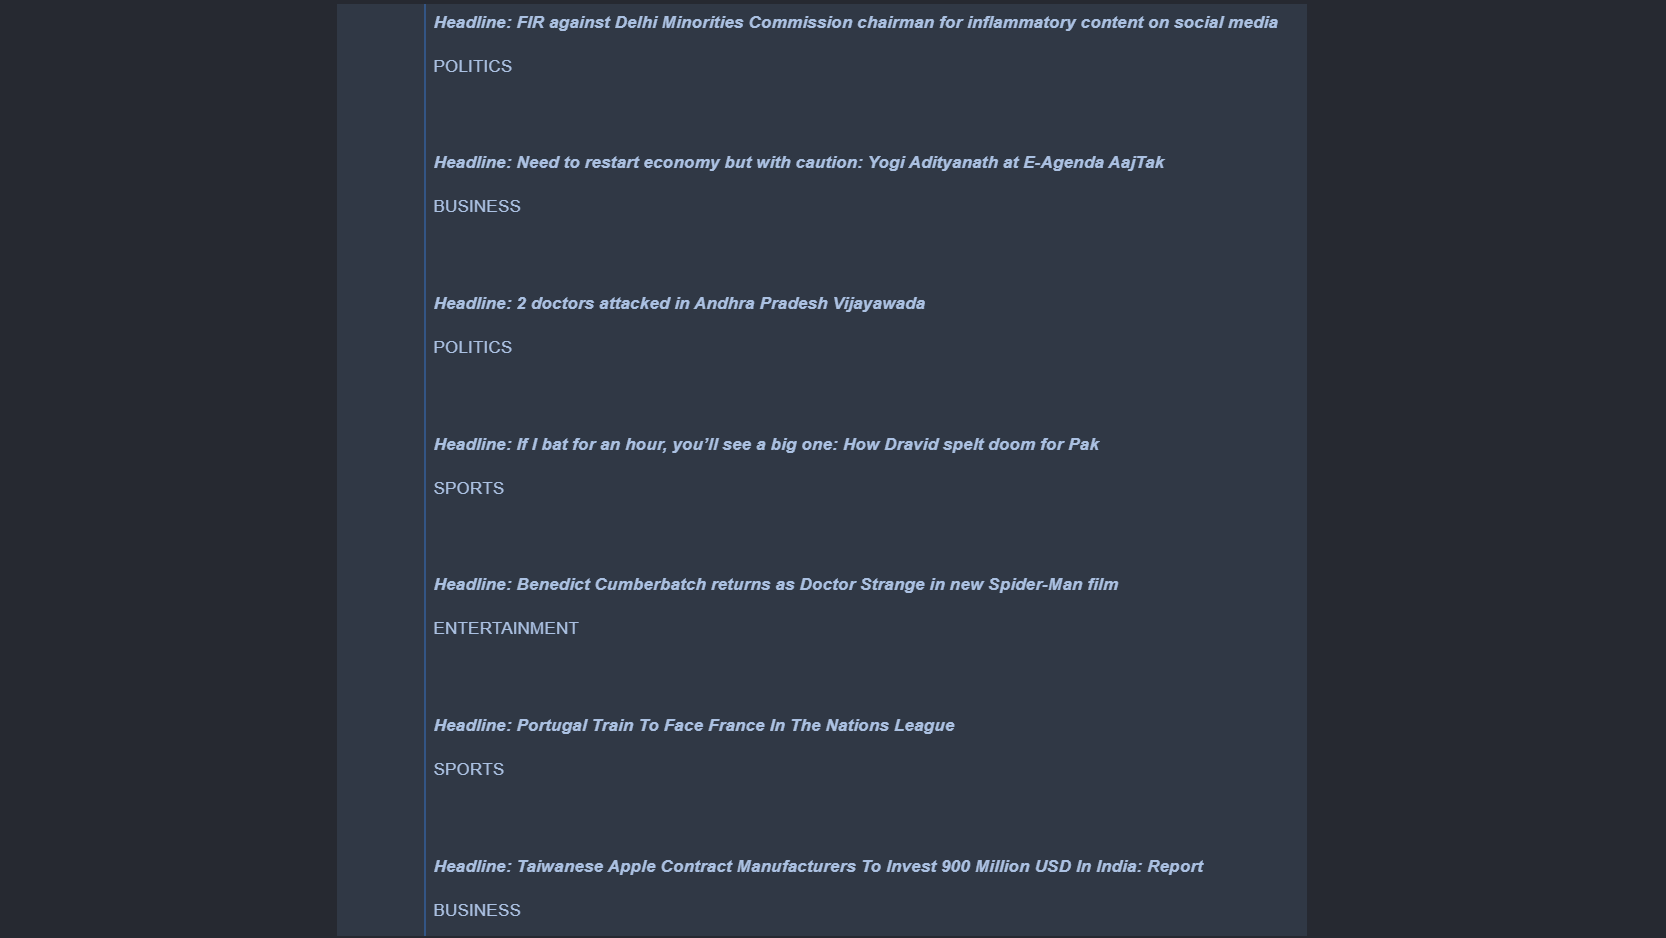 Headline: FIR against Delhi Minorities Commission chairman for inflammatory content on social media
POLITICS
Headline: Need to restart economy but with caution: Yogi Adityanath at E-Agenda AajTak
BUSINESS
Headline: 2 doctors attacked in Andhra Pradesh Vijayawada
POLITICS
Headline: If I bat for an hour, you’ll see a big one: How Dravid spelt doom for Pak
SPORTS
Headline: Benedict Cumberbatch returns as Doctor Strange in new Spider-Man film
ENTERTAINMENT
Headline: Portugal Train To Face France In The Nations League
SPORTS
Headline: Taiwanese Apple Contract Manufacturers To Invest 900 Million USD In India: Report
BUSINESS